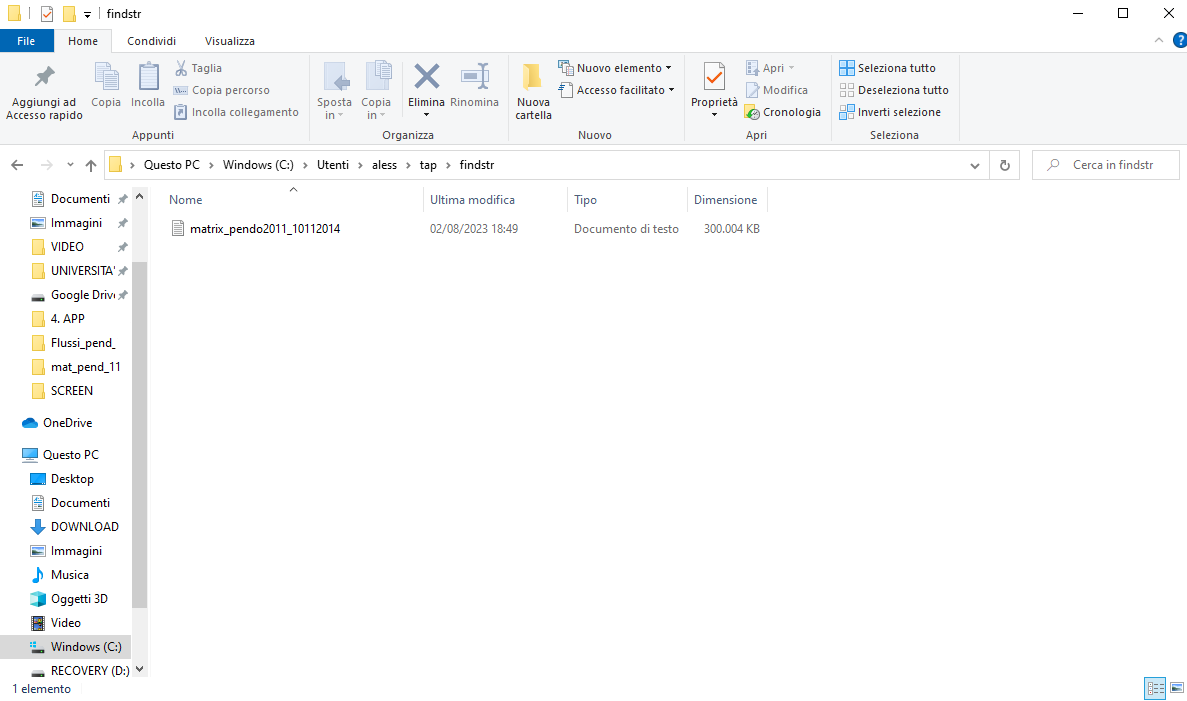 findstr
File Home Condividi Visualizza
Aggiungi ad Accesso rapido
Copia
Incolla
Taglia
Copia percorso
Incolla collegamento
Appunti
Sposta in
Copia in
Elimina
Rinomina
Organizza
Nuova cartella
Nuovo elemento
Accesso facilitato
Nuovo
Proprietà
Apri
Modifica
Cronologia
Apri
Seleziona tutto
Deseleziona tutto
Inverti selezione
Seleziona
Questo PC > Windows (C:) > Utenti > aless > tap > findstr
Cerca in findstr
Documenti
Immagini
VIDEO
UNIVERSITA'
Google Driv
4. APP
Flussi_pend_
mat_pend_11
SCREEN
OneDrive
Questo PC
Desktop
Documenti
DOWNLOAD
Immagini
Musica
Oggetti 3D
Video
Windows (C:)
RECOVERY (D:)
Nome Ultima modifica Tipo Dimensione
matrix_pendo2011_10112014 02/08/2023 18:49 Documento di testo 300.004 KB
1 elemento